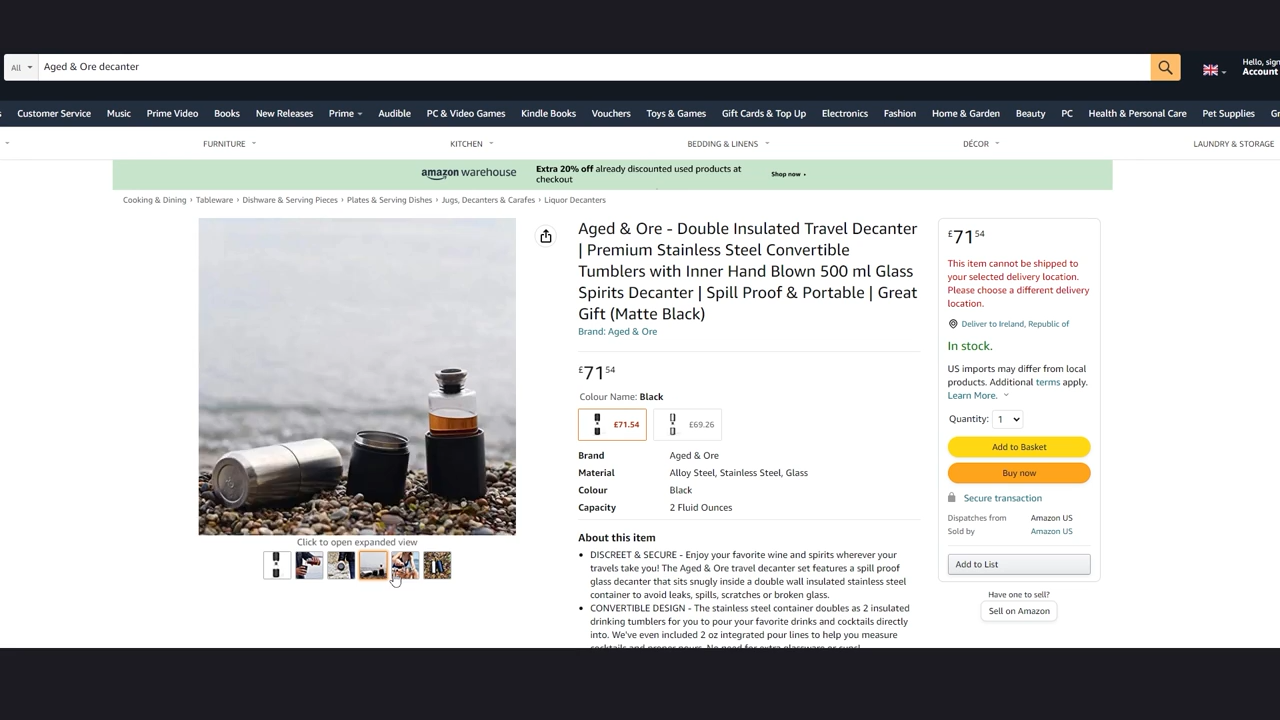 All
Aged & Ore decanter
Hello, sign
Account
s
Customer Service
Music
Prime Video
Books
New Releases
Prime
Audible
PC & Video Games
Kindle Books
Vouchers
Toys & Games
Gift Cards & Top Up
Electronics
Fashion
Home & Garden
Beauty
PC
Health & Personal Care
Pet Supplies
FURNITURE
KITCHEN
BEDDING & LINENS
DÉCOR
LAUNDRY & STORAGE
amazon warehouse
Extra 20% off already discounted used products at
checkout
Shop now
Cooking & Dining › Tableware › Dishware & Serving Pieces › Plates & Serving Dishes › Jugs, Decanters & Carafes › Liquor Decanters
Click to open expanded view
Aged & Ore - Double Insulated Travel Decanter
| Premium Stainless Steel Convertible
Tumblers with Inner Hand Blown 500 ml Glass
Spirits Decanter | Spill Proof & Portable | Great
Gift (Matte Black)
Brand: Aged & Ore
£7154
Colour Name: Black
£71.54
£69.26
Brand Aged & Ore
Material Alloy Steel, Stainless Steel, Glass
Colour Black
Capacity 2 Fluid Ounces
About this item
• DISCREET & SECURE - Enjoy your favorite wine and spirits wherever your
travels take you! The Aged & Ore travel decanter set features a spill proof
glass decanter that sits snugly inside a double wall insulated stainless steel
container to avoid leaks, spills, scratches or broken glass.
• CONVERTIBLE DESIGN - The stainless steel container doubles as 2 insulated
drinking tumblers for you to pour your favorite drinks and cocktails directly
into. We've even included 2 oz integrated pour lines to help you measure
cocktails and proper pours. No need for extra glassware or cups!
£7154
This item cannot be shipped to
your selected delivery location.
Please choose a different delivery
location.
Deliver to Ireland, Republic of
In stock.
US imports may differ from local
products. Additional terms apply.
Learn More.
Quantity: 1
Add to Basket
Buy now
Secure transaction
Dispatches from Amazon US
Sold by Amazon US
Add to List
Have one to sell?
Sell on Amazon